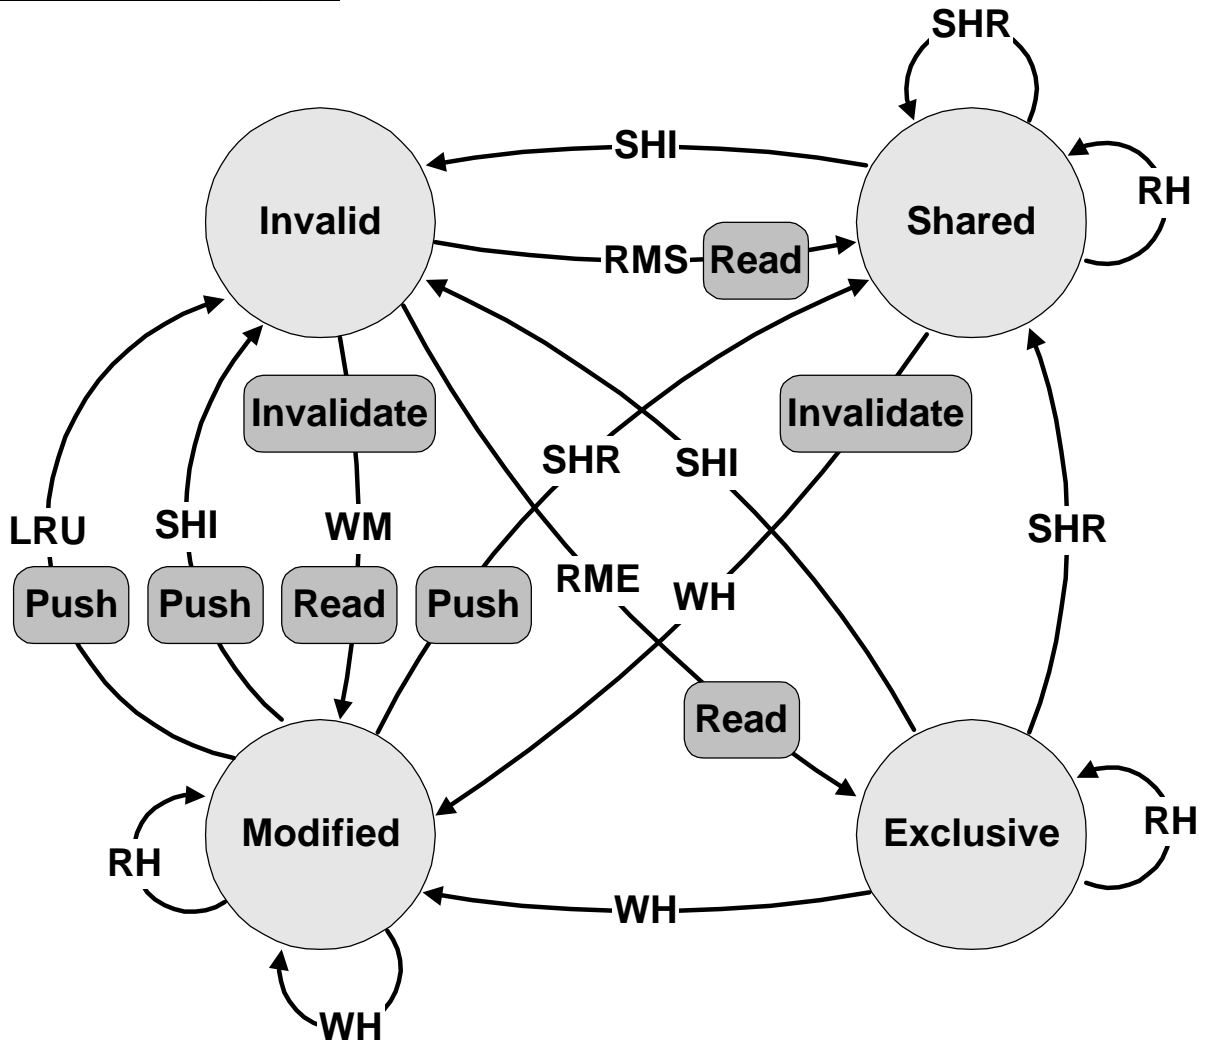 SHR
SHI
RH
Invalid
Shared
RMS
Read
Invalidate
Invalidate
SHR
SHI
LRU
SHI
WM
SHR
RME
WH
Push
Push
Read
Push
Read
Modified
Exclusive
RH
RH
WH
WH